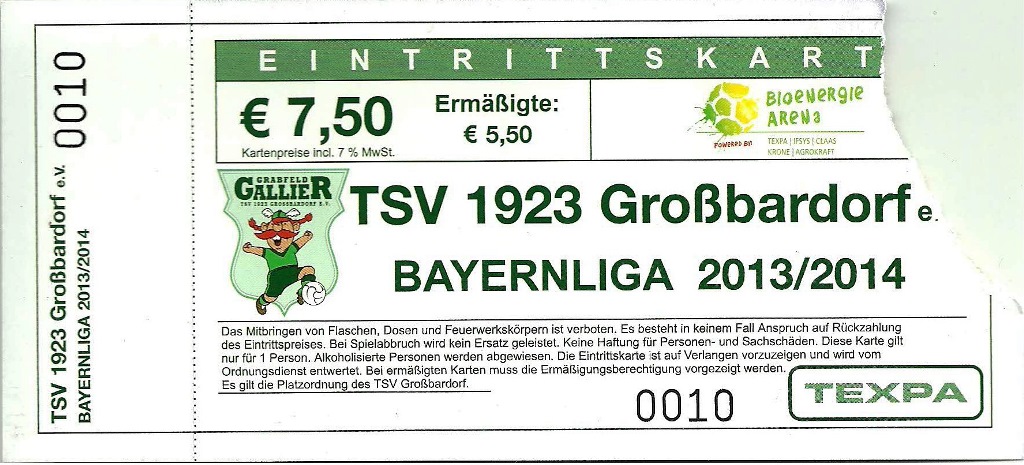 0010
TSV 1923 Großbardorf e.v.
BAYERNLIGA 2013/2014
EINTRITTSKART
€ 7,50
Ermäßigte:
€ 5,50
Kartenpreise incl. 7 % MwSt.
BIOENERGIE
ARENA
POWERED BY:
TEXPA | IFSYS | CLAAS
KRONE | AGROKRAFT
GRABFELD
GALLIER
TSV 1923 GROSSBARDORF E.V.
TSV 1923 Großbardorf e.
BAYERNLIGA 2013/2014
Das Mitbringen von Flaschen, Dosen und Feuerwerkskörpern ist verboten. Es besteht in keinem Fall Anspruch auf Rückzahlung
des Eintrittspreises. Bei Spielabbruch wird kein Ersatz geleistet. Keine Haftung für Personen- und Sachschäden. Diese Karte gilt
nur für 1 Person. Alkoholisierte Personen werden abgewiesen. Die Eintrittskarte ist auf Verlangen vorzuzeigen und wird vom
Ordnungsdienst entwertet. Bei ermäßigten Karten muss die Ermäßigungsberechtigung vorgezeigt werden.
Es gilt die Platzordnung des TSV Großbardorf.
0010
TEXPA